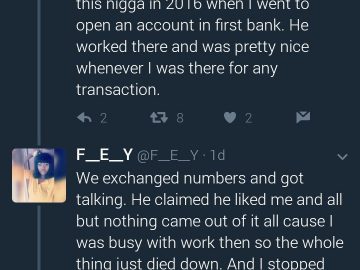 this nigga in 2016 when I went to
open an account in first bank. He
worked there and was pretty nice
whenever I was there for any
transaction.
2 8 2
F__E__Y @F__E__Y · 1d
We exchanged numbers and got
talking. He claimed he liked me and all
but nothing came out of it all cause I
was busy with work then so the whole
thing just died down. And I stopped